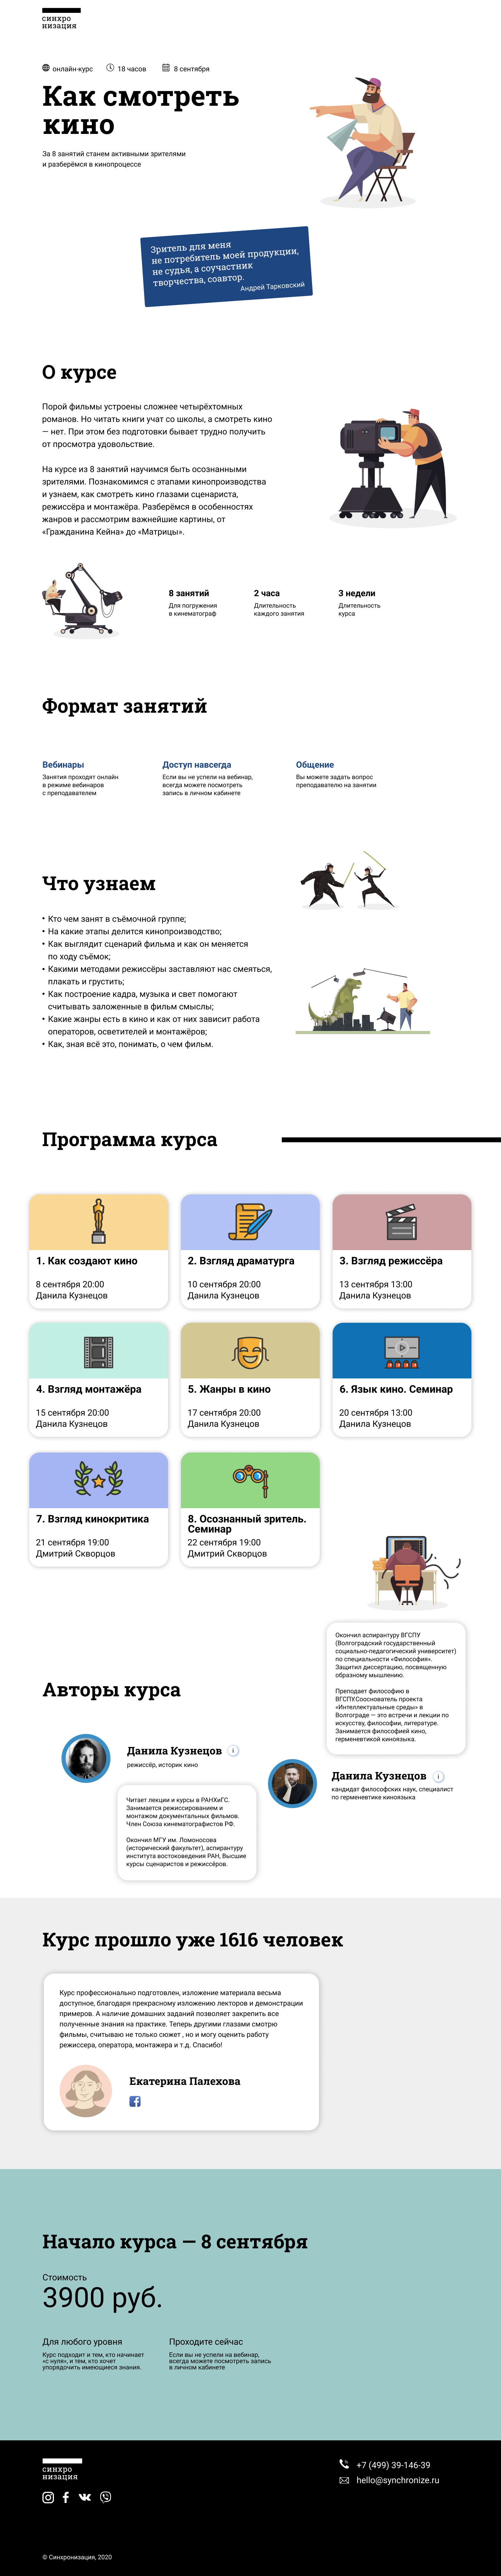 синхро
низация
онлайн-курс
18 часов
8 сентября
Как смотреть
кино
За 8 занятий станем активными зрителями
и разберёмся в кинопроцессе
Зритель для меня
не потребитель моей продукции,
не судья, а соучастник
творчества, соавтор.
Андрей Тарковский
О курсе
Порой фильмы устроены сложнее четырёхтомных
романов. Но читать книги учат со школы, а смотреть кино
— нет. При этом без подготовки бывает трудно получить
от просмотра удовольствие.
На курсе из 8 занятий научимся быть осознанными
зрителями. Познакомимся с этапами кинопроизводства
и узнаем, как смотреть кино глазами сценариста,
режиссёра и монтажёра. Разберёмся в особенностях
жанров и рассмотрим важнейшие картины, от
«Гражданина Кейна» до «Матрицы».
8 занятий
Для погружения
в кинематограф
2 часа
Длительность
каждого занятия
3 недели
Длительность
курса
Формат занятий
Вебинары
Занятия проходят онлайн
в режиме вебинаров
с преподавателем
Доступ навсегда
Если вы не успели на вебинар,
всегда можете посмотреть
запись в личном кабинете
Общение
Вы можете задать вопрос
преподавателю на занятии
Что узнаем
• Кто чем занят в съёмочной группе;
• На какие этапы делится кинопроизводство;
• Как выглядит сценарий фильма и как он меняется
по ходу съёмок;
• Какими методами режиссёры заставляют нас смеяться,
плакать и грустить;
• Как построение кадра, музыка и свет помогают
считывать заложенные в фильм смыслы;
• Какие жанры есть в кино и как от них зависит работа
операторов, осветителей и монтажёров;
• Как, зная всё это, понимать, о чем фильм.
Программа курса
1. Как создают кино
8 сентября 20:00
Данила Кузнецов
2. Взгляд драматурга
10 сентября 20:00
Данила Кузнецов
3. Взгляд режиссёра
13 сентября 13:00
Данила Кузнецов
4. Взгляд монтажёра
15 сентября 20:00
Данила Кузнецов
5. Жанры в кино
17 сентября 20:00
Данила Кузнецов
6. Язык кино. Семинар
20 сентября 13:00
Данила Кузнецов
7. Взгляд кинокритика
21 сентября 19:00
Дмитрий Скворцов
8. Осознанный зритель.
Семинар
22 сентября 19:00
Дмитрий Скворцов
Окончил аспирантуру ВГСПУ
(Волгоградский государственный
социально-педагогический университет)
по специальности «Философия».
Защитил диссертацию, посвященную
образному мышлению.
Преподает философию в
ВГСПУ.Сооснователь проекта
«Интеллектуальные среды» в
Волгограде — это встречи и лекции по
искусству, философии, литературе.
Занимается философией кино,
герменевтикой киноязыка.
Авторы курса
Данила Кузнецов
i
режиссёр, историк кино
Читает лекции и курсы в РАНХиГС.
Занимается режиссированием и
монтажом документальных фильмов.
Член Союза кинематографистов РФ.
Окончил МГУ им. Ломоносова
(исторический факультет), аспирантуру
института востоковедения РАН, Высшие
курсы сценаристов и режиссёров.
Данила Кузнецов
i
кандидат философских наук, специалист
по герменевтике киноязыка
Курс прошло уже 1616 человек
Курс профессионально подготовлен, изложение материала весьма
доступное, благодаря прекрасному изложению лекторов и демонстрации
примеров. А наличие домашних заданий позволяет закрепить все
полученные знания на практике. Теперь другими глазами смотрю
фильмы, считываю не только сюжет , но и могу оценить работу
режиссера, оператора, монтажера и т.д. Спасибо!
Екатерина Палехова
Начало курса — 8 сентября
Стоимость
3900 руб.
Для любого уровня
Курс подходит и тем, кто начинает
«с нуля», и тем, кто хочет
упорядочить имеющиеся знания.
Проходите сейчас
Если вы не успели на вебинар,
всегда можете посмотреть запись
в личном кабинете
синхро
низация
+7 (499) 39-146-39
hello@synchronize.ru
© Синхронизация, 2020